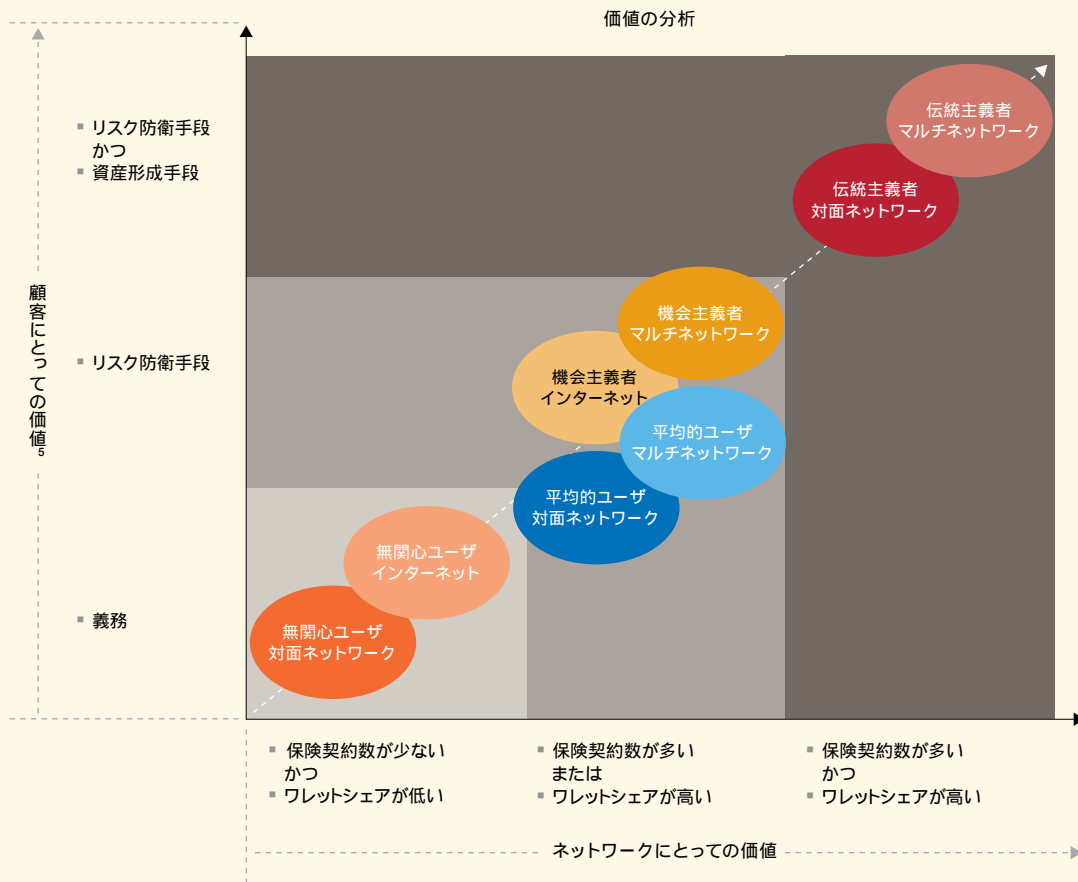 価値の分析
リスク防衛手段
かつ
資産形成手段
顧客にとっての価値5
リスク防衛手段
義務
伝統主義者
マルチネットワーク
伝統主義者
対面ネットワーク
機会主義者
マルチネットワーク
機会主義者
インターネット
平均的ユーザ
マルチネットワーク
平均的ユーザ
対面ネットワーク
無関心ユーザ
インターネット
無関心ユーザ
対面ネットワーク
保険契約数が少ない
かつ
ワレットシェアが低い
保険契約数が多い
または
ワレットシェアが高い
保険契約数が多い
かつ
ワレットシェアが高い
ネットワークにとっての価値